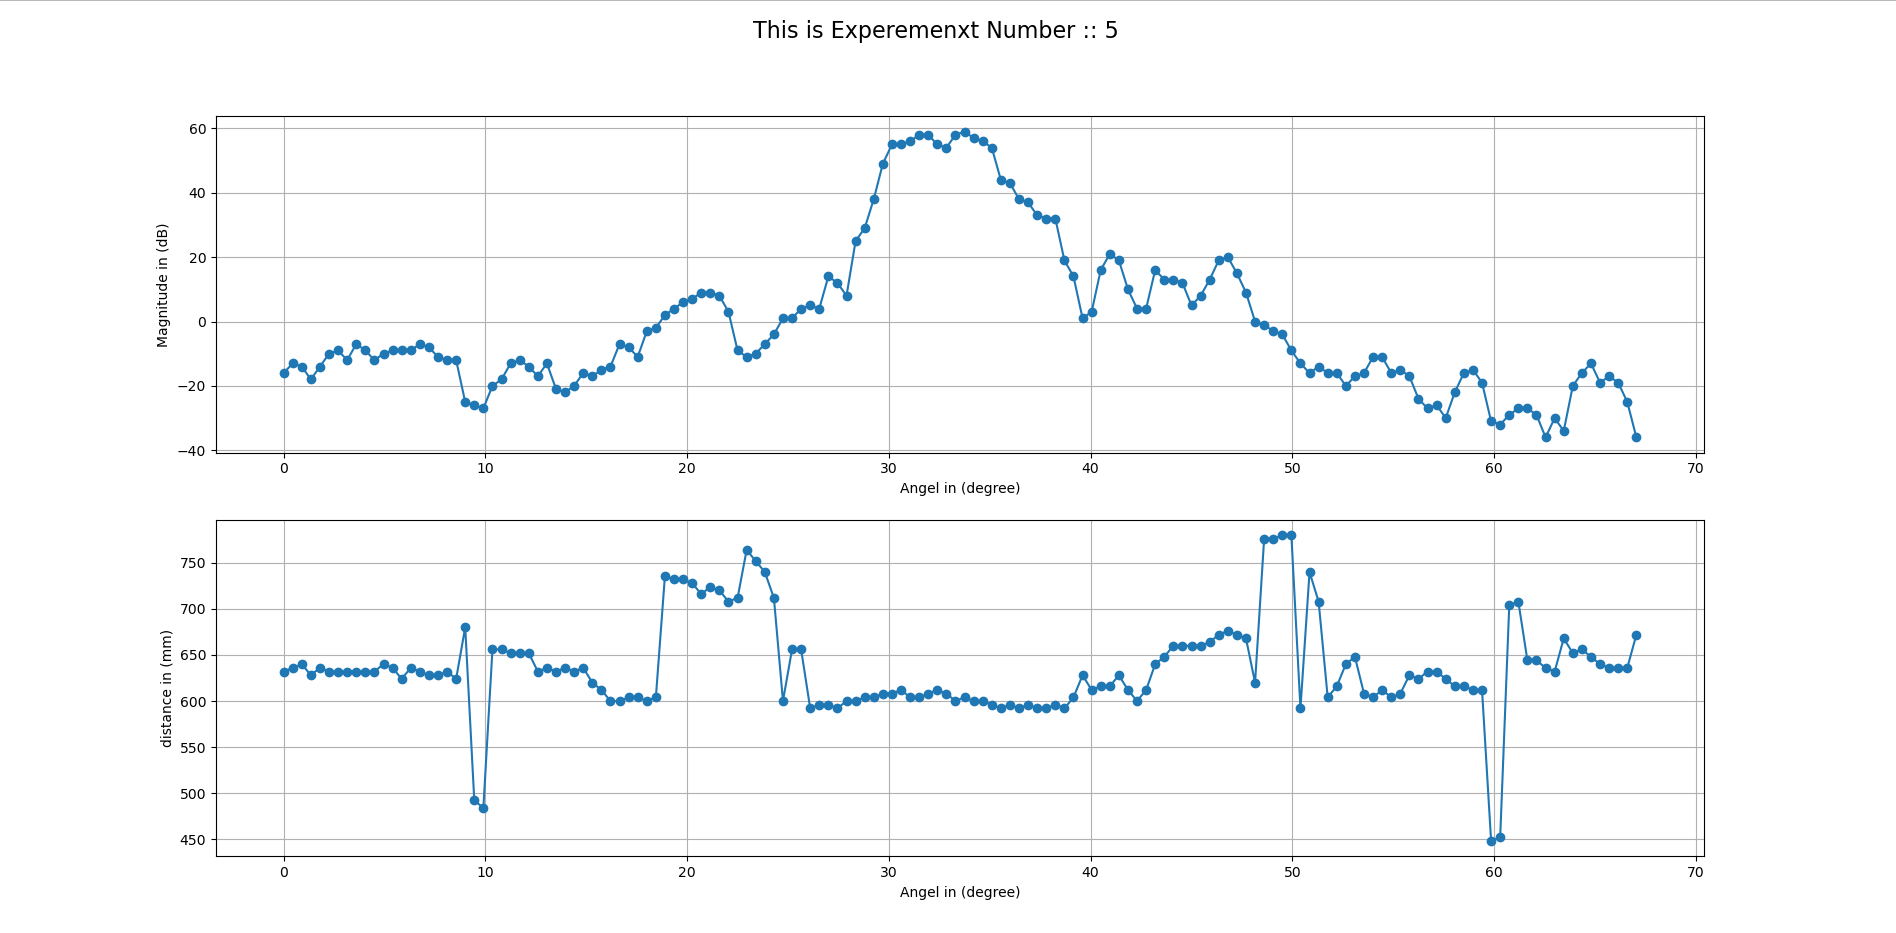 This is Experemenxt Number :: 5
60
40
20
0
−20
−40
Magnitude in (dB)
0 10 20 30 40 50 60 70
Angel in (degree)
750
700
650
600
550
500
450
distance in (mm)
0 10 20 30 40 50 60 70
Angel in (degree)